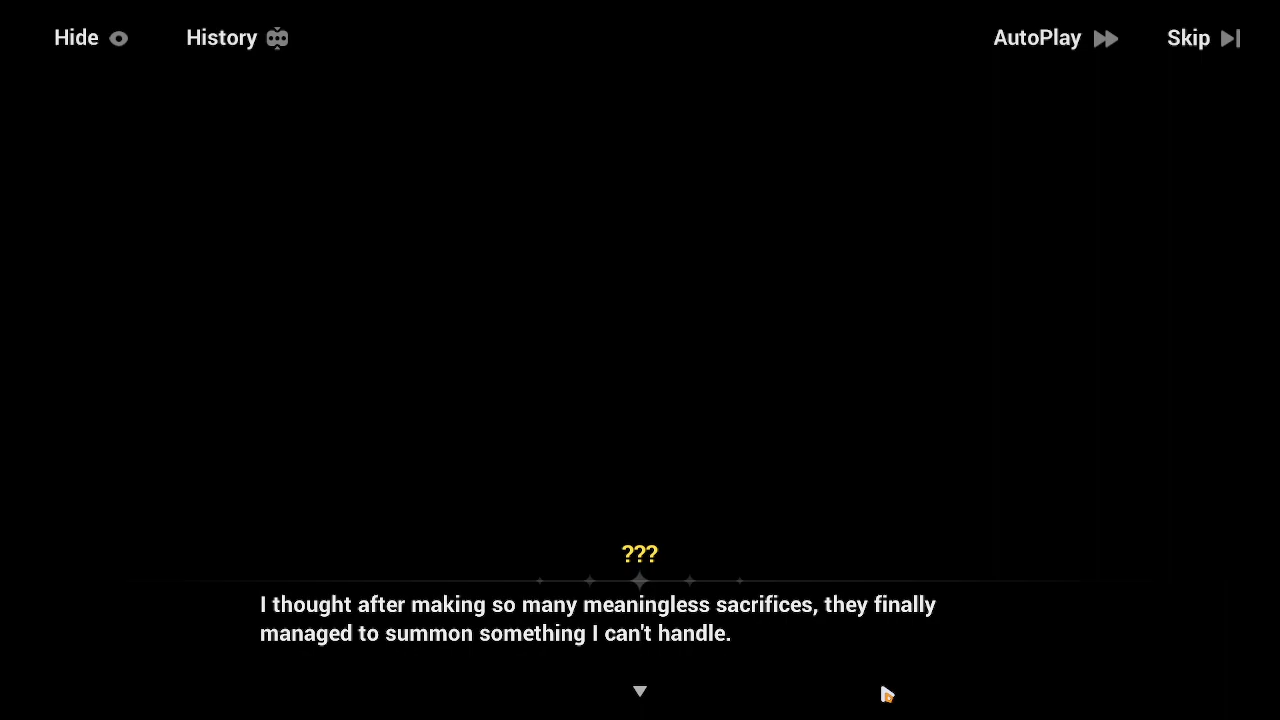 Hide
History
AutoPlay
Skip
???
I thought after making so many meaningless sacrifices, they finally
managed to summon something I can't handle.